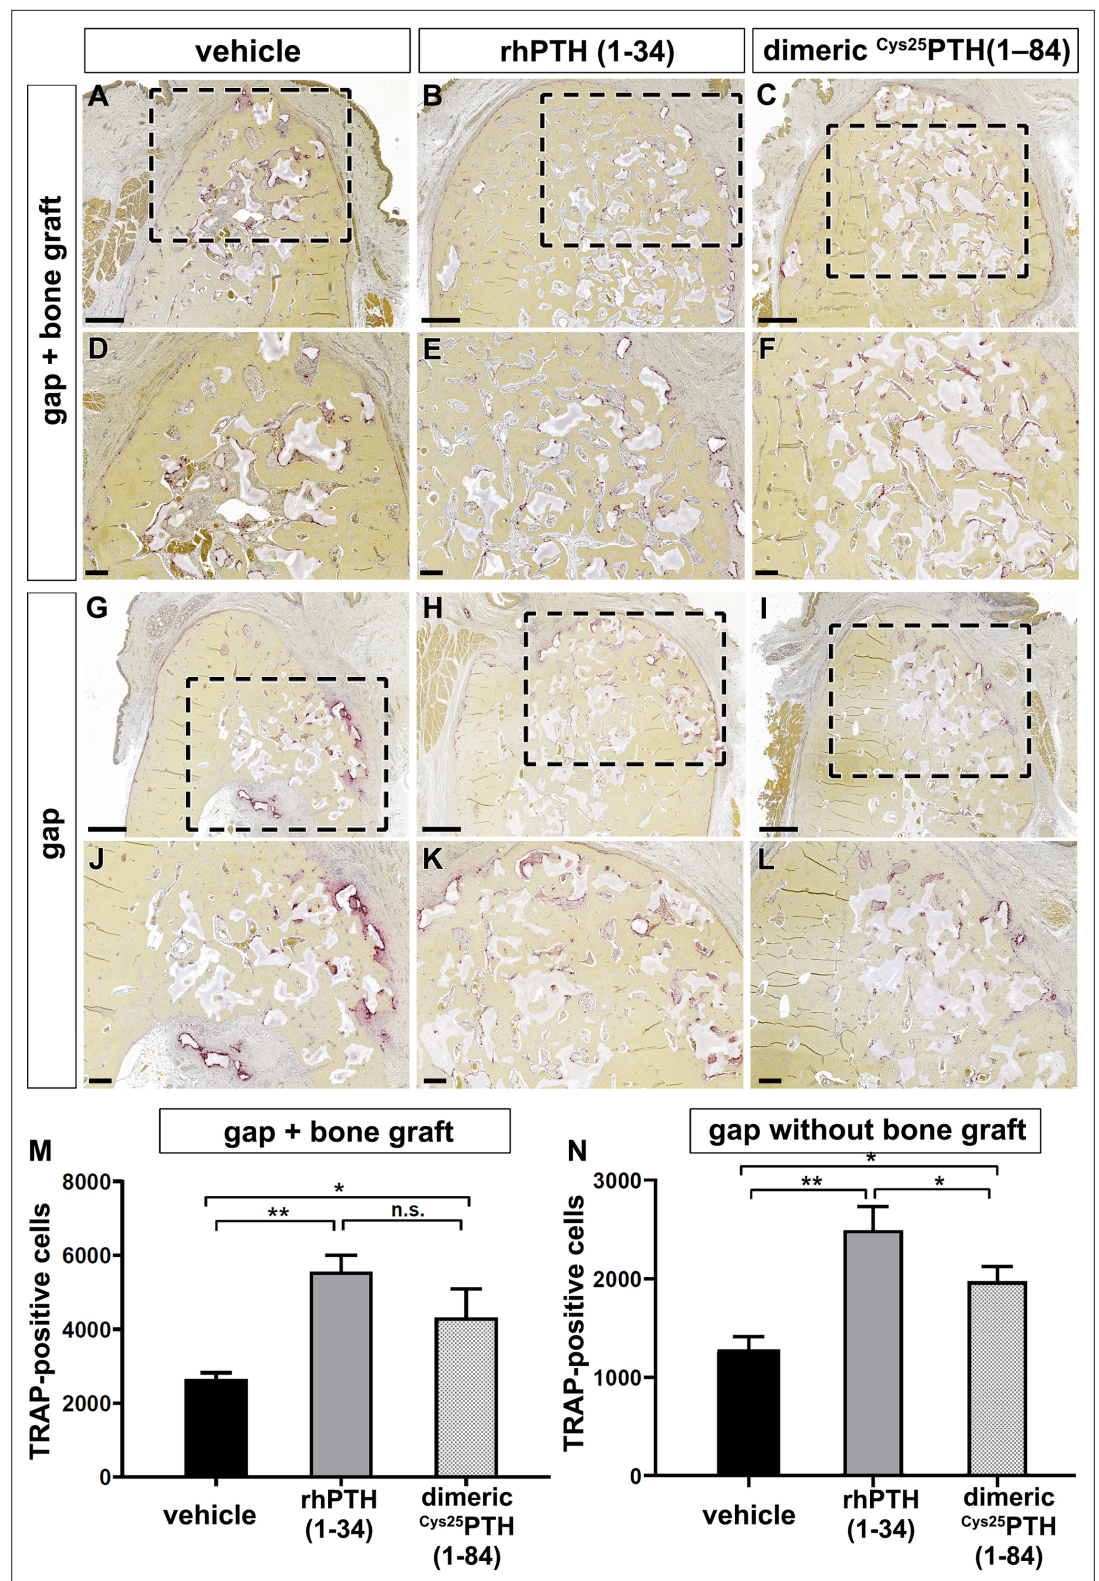 vehicle
rhPTH (1-34)
dimeric Cys25PTH(1–84)
gap + bone graft
A
B
C
D
E
F
gap
G
H
I
J
K
L
M
gap + bone graft
TRAP-positive cells
8000
6000
4000
2000
0
*
**
n.s.
vehicle
rhPTH
(1-34)
dimeric
Cys25PTH
(1-84)
N
gap without bone graft
TRAP-positive cells
3000
2000
1000
0
*
**
*
vehicle
rhPTH
(1-34)
dimeric
Cys25PTH
(1-84)